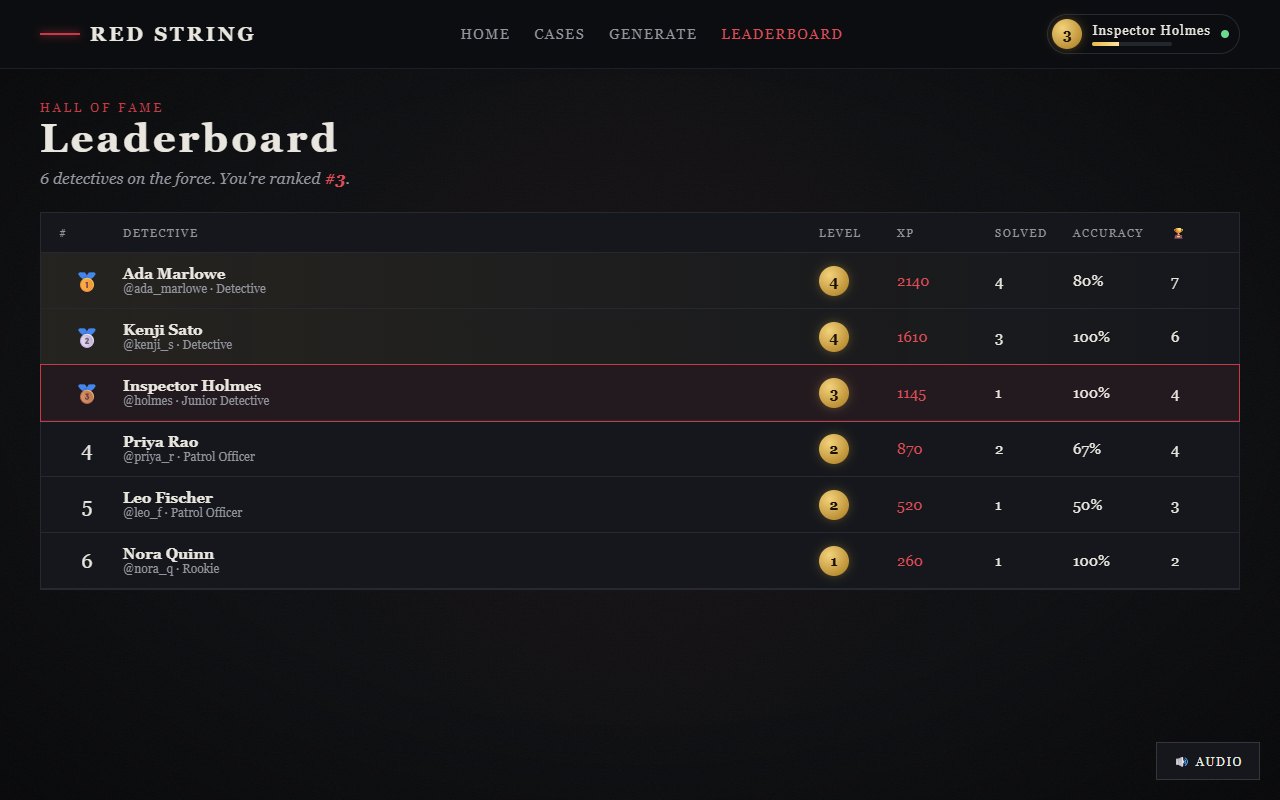 RED STRING
HOME CASES GENERATE LEADERBOARD
3 Inspector Holmes
HALL OF FAME
Leaderboard
6 detectives on the force. You're ranked #3.
# DETECTIVE LEVEL XP SOLVED ACCURACY 🏆
🥇 Ada Marlowe 4 2140 4 80% 7
@ada_marlowe · Detective
🥈 Kenji Sato 4 1610 3 100% 6
@kenji_s · Detective
🥉 Inspector Holmes 3 1145 1 100% 4
@holmes · Junior Detective
4 Priya Rao 2 870 2 67% 4
@priya_r · Patrol Officer
5 Leo Fischer 2 520 1 50% 3
@leo_f · Patrol Officer
6 Nora Quinn 1 260 1 100% 2
@nora_q · Rookie
🔊 AUDIO